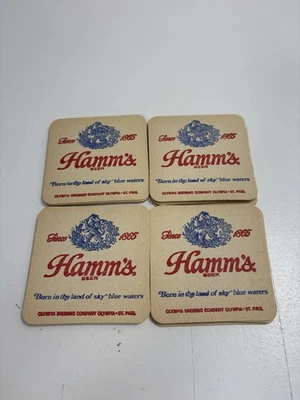 Since 1865
Hamm's
BEER
"Born in the land of sky" blue waters
OLYMPIA BREWING COMPANY OLYMPIA • ST. PAUL
Since 1865
Hamm's
BEER
"Born in the land of sky" blue waters
OLYMPIA BREWING COMPANY OLYMPIA • ST. PAUL
Since 1865
Hamm's
BEER
"Born in the land of sky" blue waters
OLYMPIA BREWING COMPANY OLYMPIA • ST. PAUL
Since 1865
Hamm's
BEER
"Born in the land of sky" blue waters
OLYMPIA BREWING COMPANY OLYMPIA • ST. PAUL